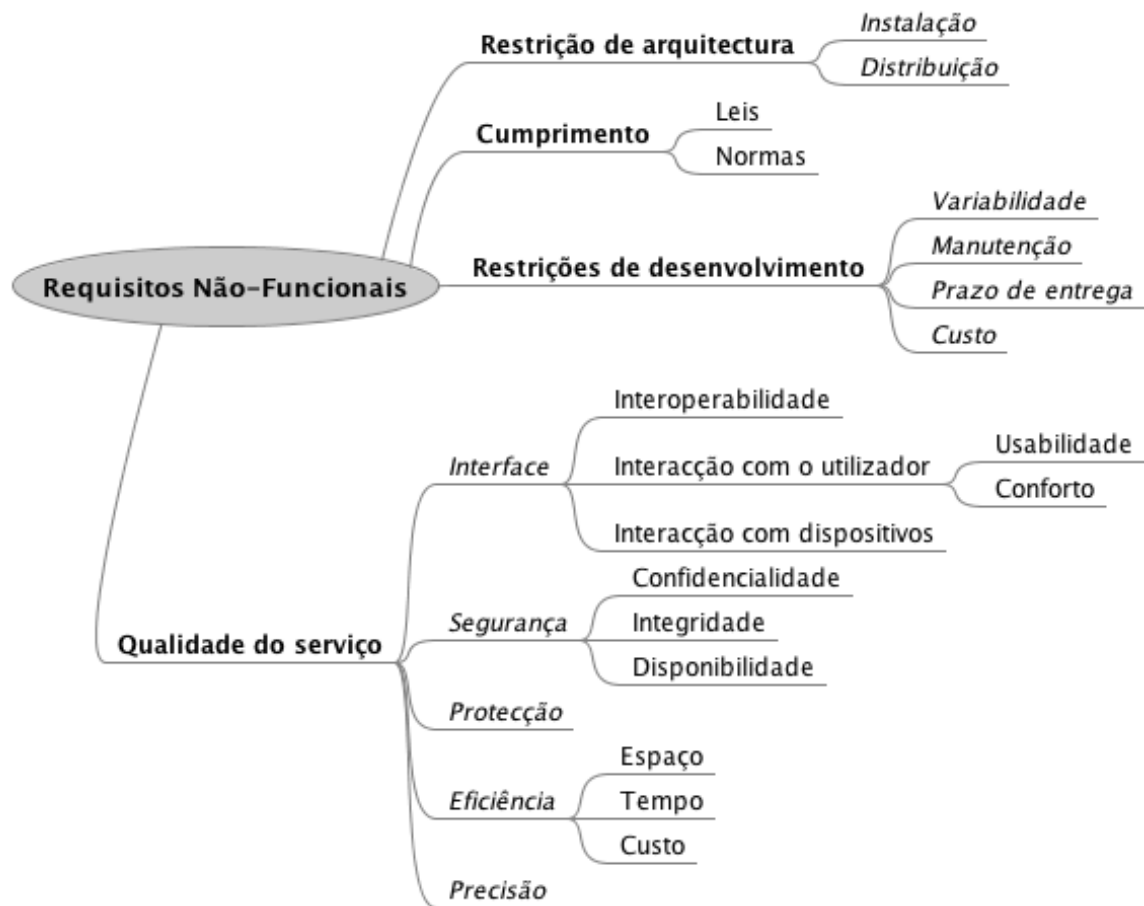 Restrição de arquitectura
Instalação
Distribuição
Cumprimento
Leis
Normas
Requisitos Não-Funcionais
Restrições de desenvolvimento
Variabilidade
Manutenção
Prazo de entrega
Custo
Qualidade do serviço
Interface
Interoperabilidade
Interacção com o utilizador
Usabilidade
Conforto
Interacção com dispositivos
Segurança
Confidencialidade
Integridade
Disponibilidade
Protecção
Eficiência
Espaço
Tempo
Custo
Precisão